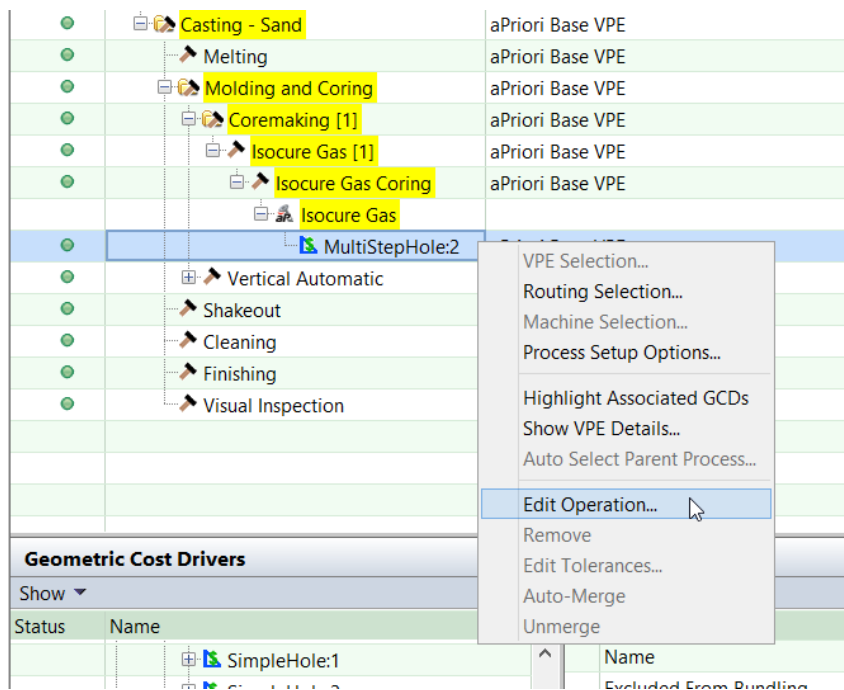 Casting - Sand aPriori Base VPE
Melting aPriori Base VPE
Molding and Coring aPriori Base VPE
Coremaking [1] aPriori Base VPE
Isocure Gas [1] aPriori Base VPE
Isocure Gas Coring aPriori Base VPE
aP. Isocure Gas
MultiStepHole:2
Vertical Automatic
Shakeout
Cleaning
Finishing
Visual Inspection
VPE Selection...
Routing Selection...
Machine Selection...
Process Setup Options...
Highlight Associated GCDs
Show VPE Details...
Auto Select Parent Process...
Edit Operation...
Remove
Edit Tolerances...
Auto-Merge
Unmerge
Geometric Cost Drivers
Show
Status Name
SimpleHole:1 Name
Excluded From Bundling